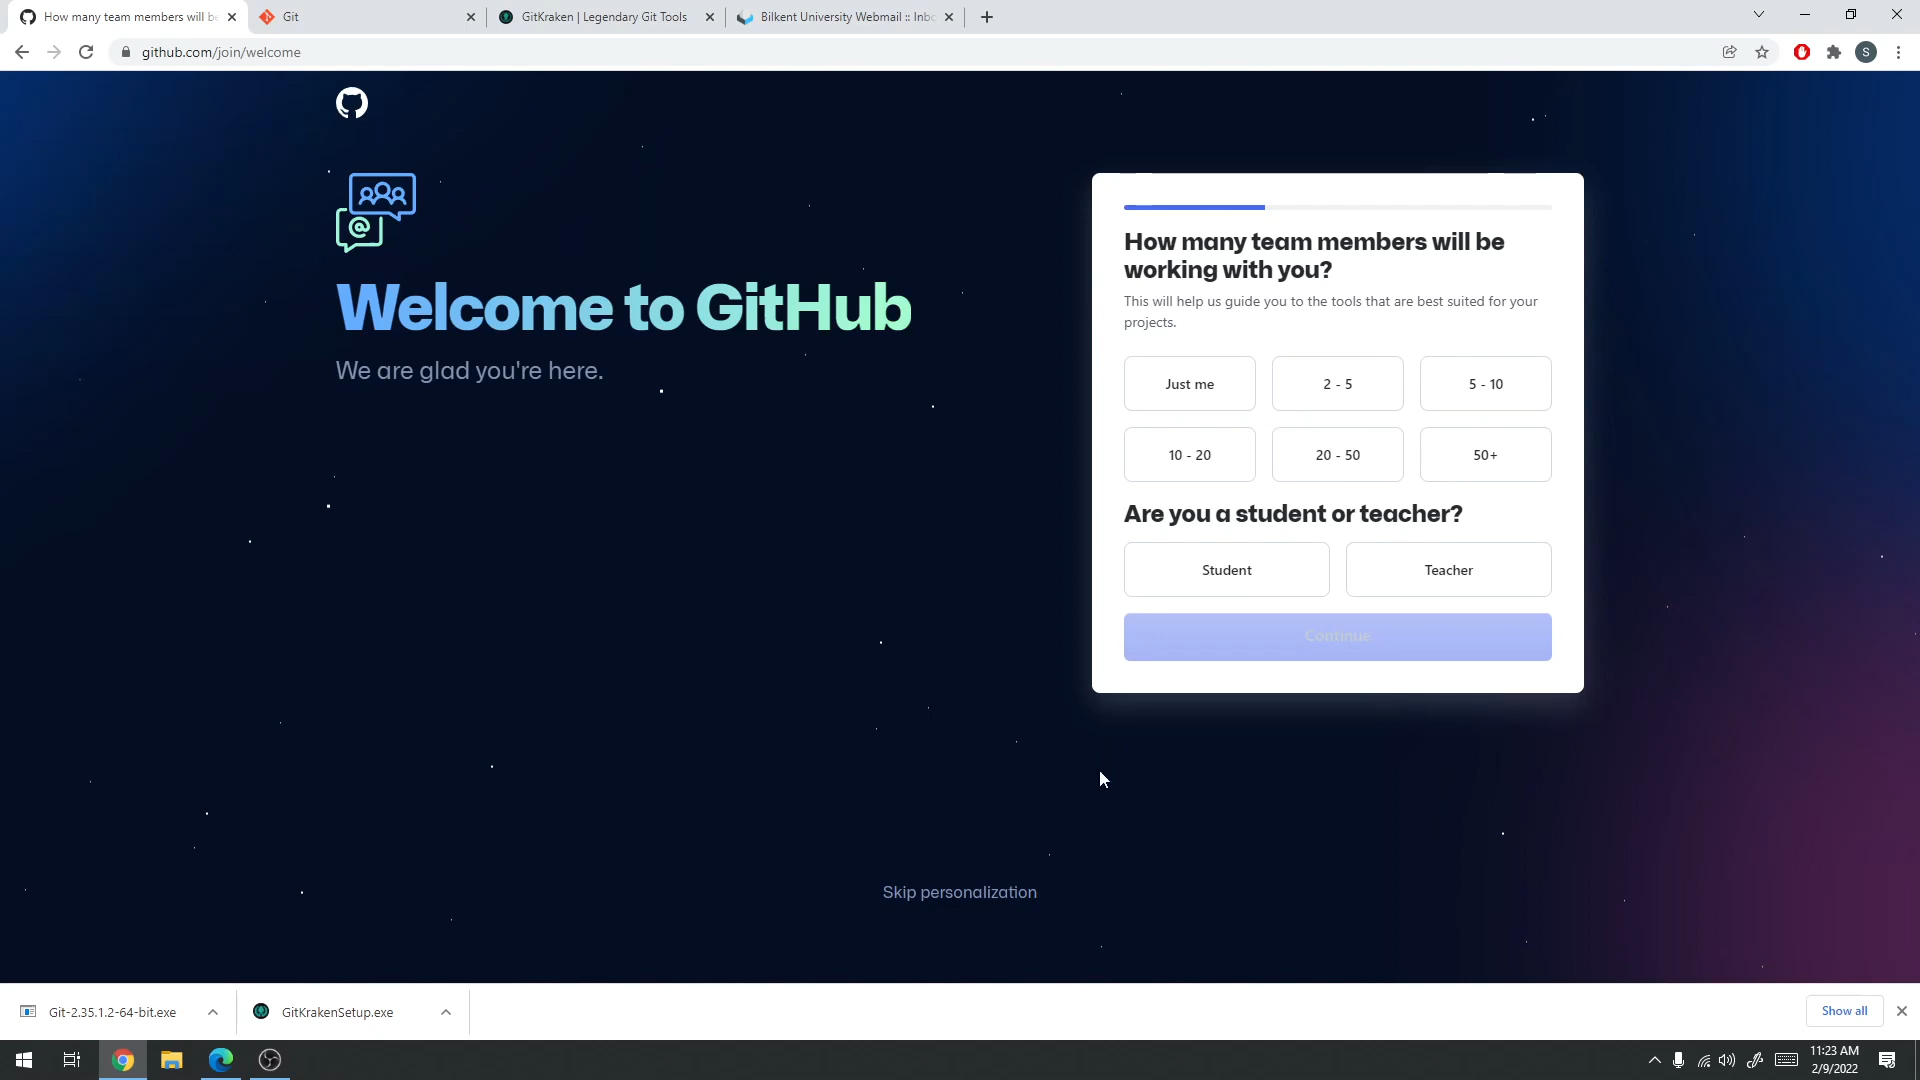 How many team members will be
Git
GitKraken | Legendary Git Tools
Bilkent University Webmail :: Inbo
github.com/join/welcome
S
@
Welcome to GitHub
We are glad you're here.
How many team members will be
working with you?
This will help us guide you to the tools that are best suited for your
projects.
Just me
2 - 5
5 - 10
10 - 20
20 - 50
50+
Are you a student or teacher?
Student
Teacher
Continue
Skip personalization
Git-2.35.1.2-64-bit.exe
GitKrakenSetup.exe
Show all
11:23 AM
2/9/2022